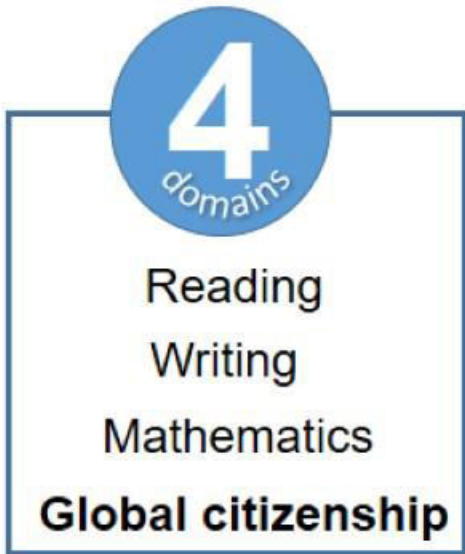 4
domains
Reading
Writing
Mathematics
Global citizenship